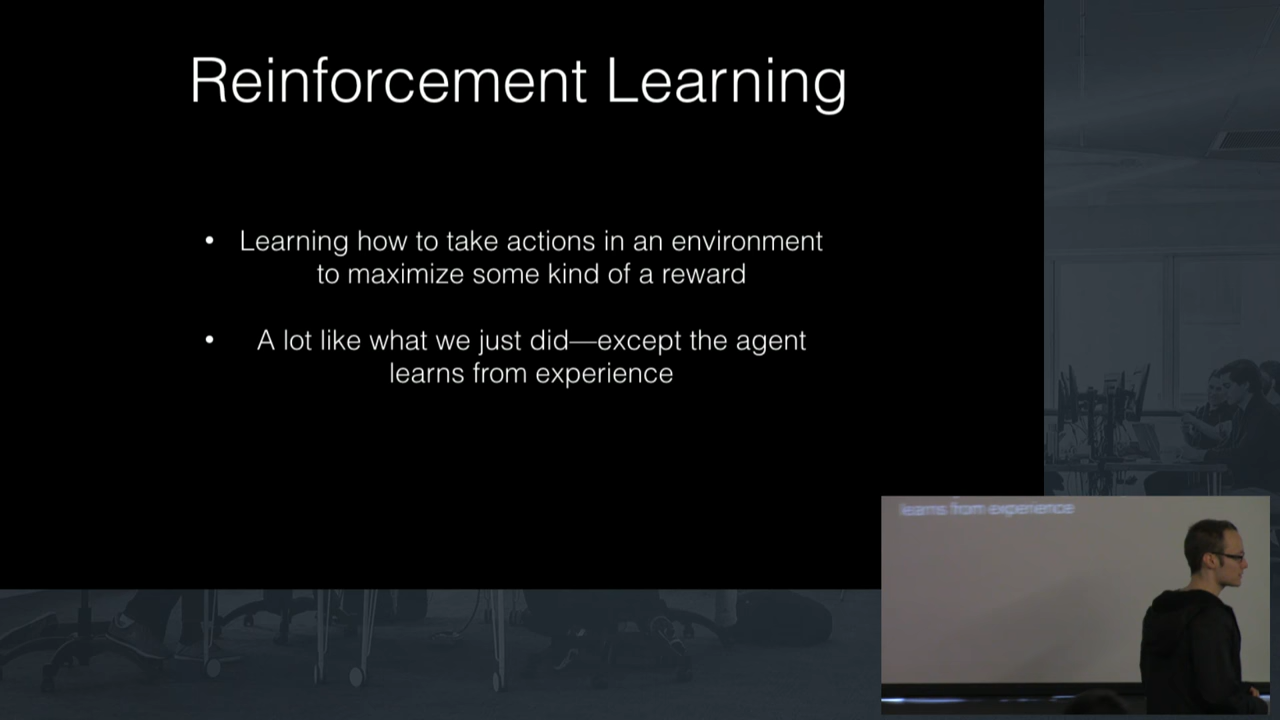 Reinforcement Learning
• Learning how to take actions in an environment
to maximize some kind of a reward
• A lot like what we just did—except the agent
learns from experience
learns from experience